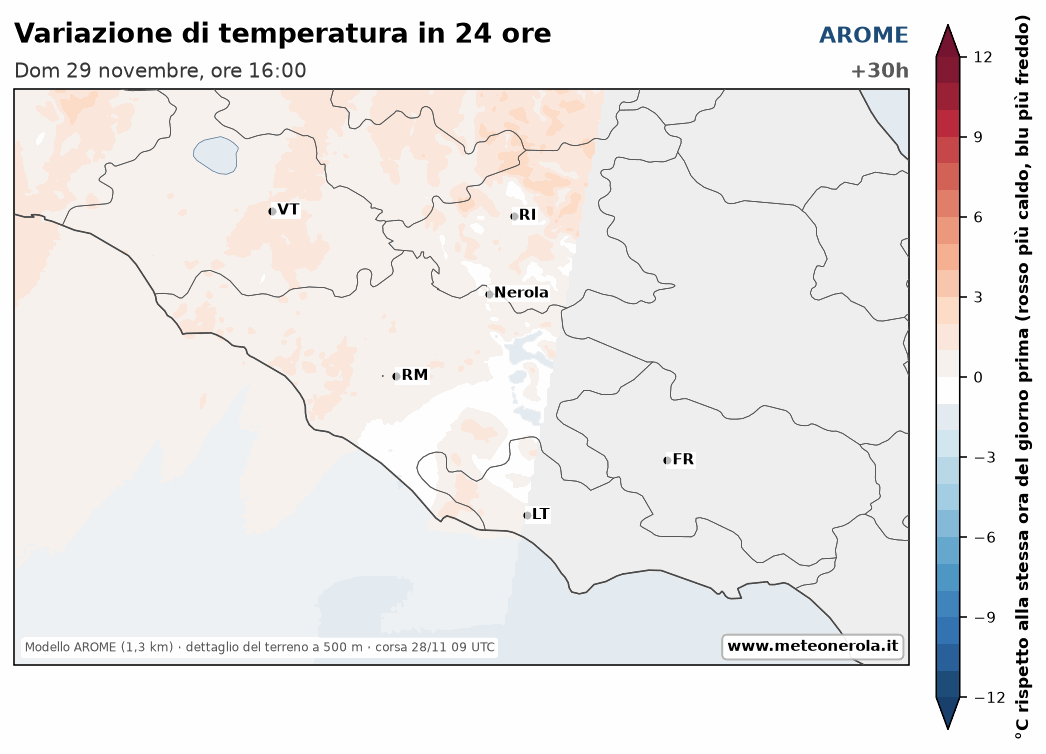 Variazione di temperatura in 24 ore
AROME
Dom 29 novembre, ore 16:00
+30h
VT
RI
Nerola
RM
FR
LT
Modello AROME (1,3 km) · dettaglio del terreno a 500 m · corsa 28/11 09 UTC
www.meteonerola.it
12
9
6
3
0
−3
−6
−9
−12
°C rispetto alla stessa ora del giorno prima (rosso più caldo, blu più freddo)